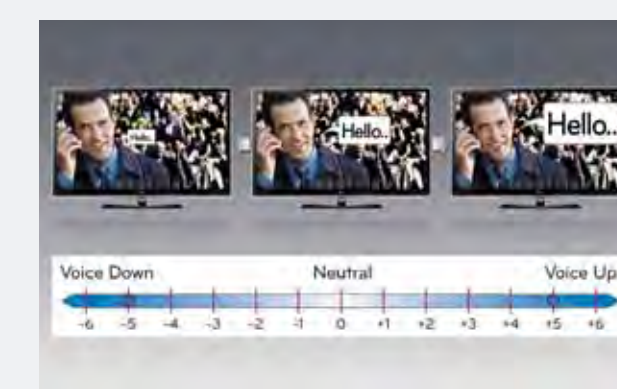 Hello..
Hello..
Hello..
Voice Down Neutral Voice Up
-6 -5 -4 -3 -2 -1 0 +1 +2 +3 +4 +5 +6